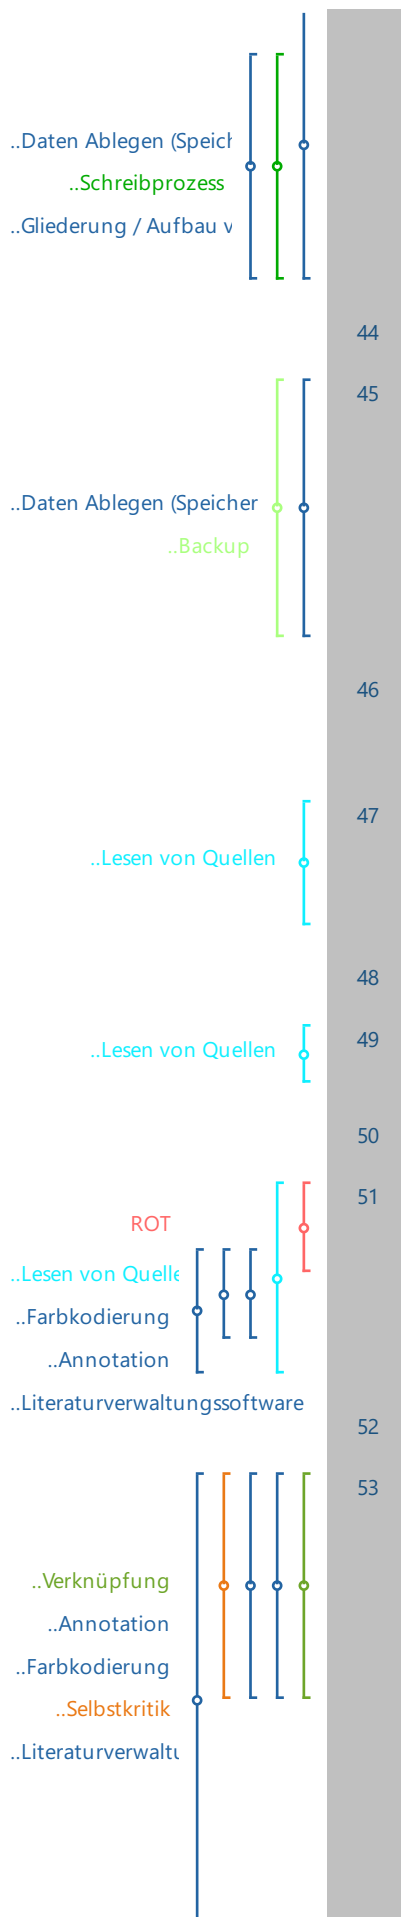 ..Daten Ablegen (Speich
..Schreibprozess
..Gliederung / Aufbau v
44
45
..Daten Ablegen (Speicher
..Backup
46
47
..Lesen von Quellen
48
49
..Lesen von Quellen
50
51
ROT
..Lesen von Quelle
..Farbkodierung
..Annotation
..Literaturverwaltungssoftware
52
53
..Verknüpfung
..Annotation
..Farbkodierung
..Selbstkritik
..Literaturverwaltu